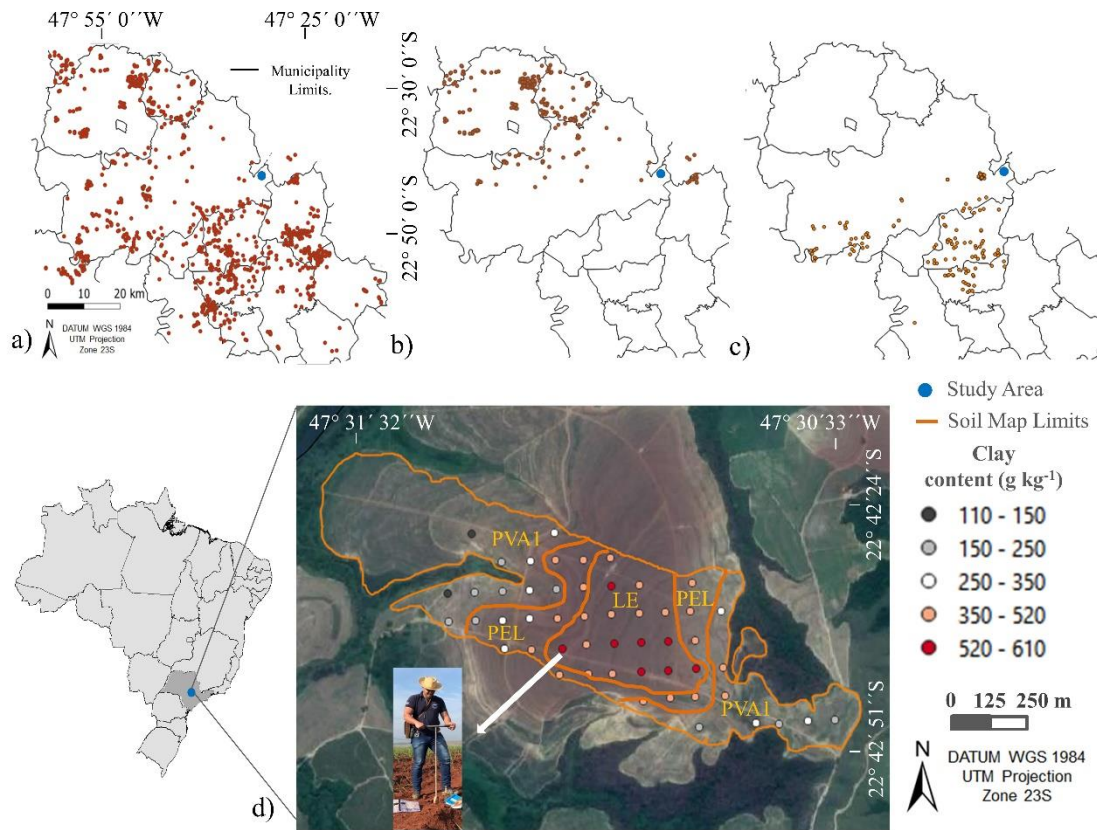 47° 55´ 0´´W
47° 25´ 0´´W
Municipality
Limits.
22° 30´ 0´´S
22° 50´ 0´´S
0 10 20 km
N
DATUM WGS 1984
UTM Projection
Zone 23S
a)
b)
c)
Study Area
Soil Map Limits
Clay
content (g kg-1)
110 - 150
150 - 250
250 - 350
350 - 520
520 - 610
0 125 250 m
N
DATUM WGS 1984
UTM Projection
Zone 23S
47° 31´ 32´´W
47° 30´33´´W
22° 42´24´´S
22° 42´51´´S
PVA1
LE
PEL
PEL
PVA1
d)